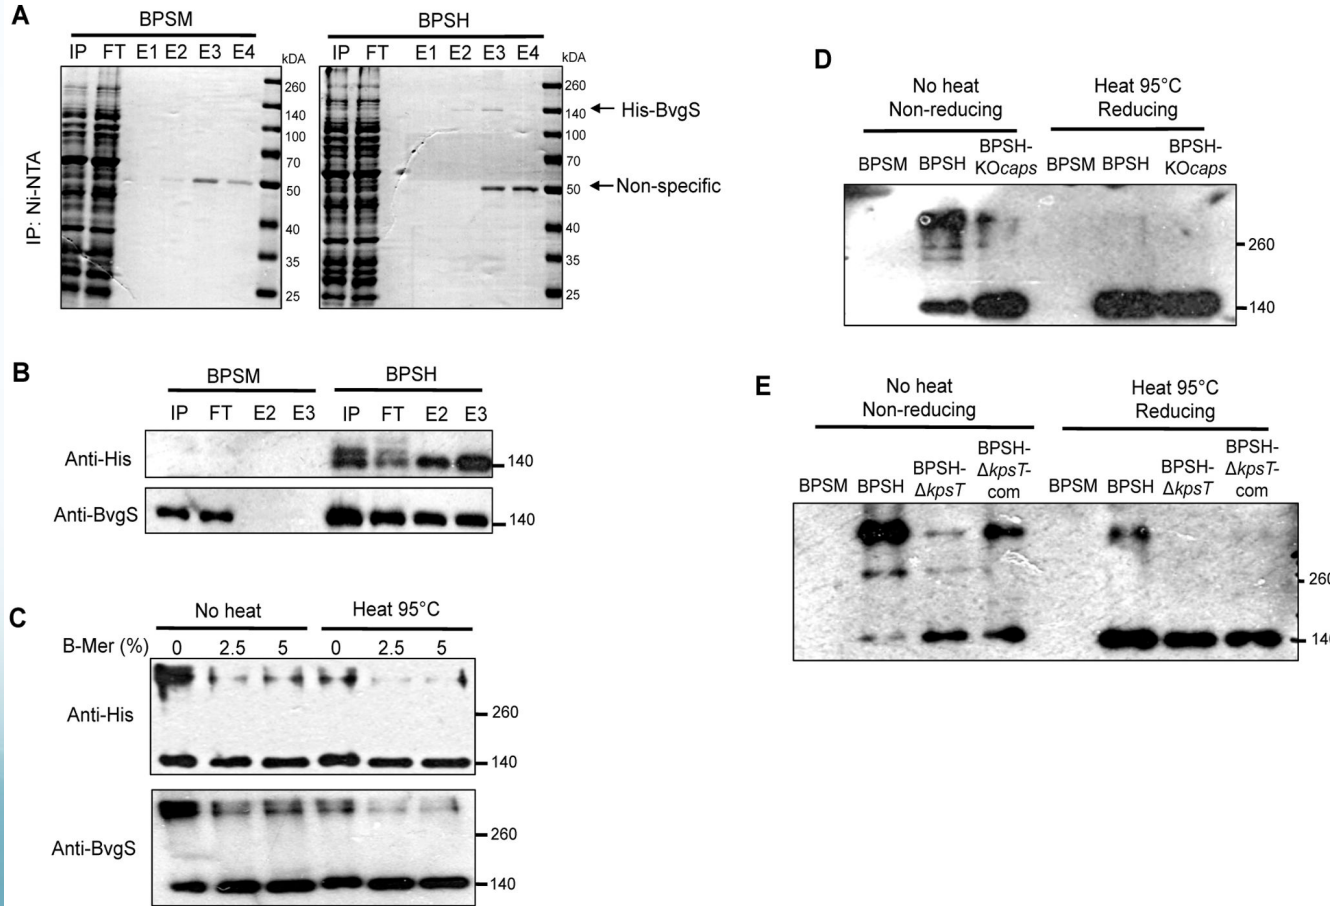 A
BPSM
IP FT E1 E2 E3 E4
kDA
260
140
100
70
50
40
35
25
IP: Ni-NTA
BPSH
IP FT E1 E2 E3 E4
kDA
260
140
100
70
50
40
35
25
His-BvgS
Non-specific
B
BPSM BPSH
IP FT E2 E3 IP FT E2 E3
Anti-His
140
Anti-BvgS
140
C
No heat Heat 95°C
B-Mer (%) 0 2.5 5 0 2.5 5
Anti-His
260
140
Anti-BvgS
260
140
D
No heat
Non-reducing
Heat 95°C
Reducing
BPSM BPSH BPSH-
KOcaps
BPSM BPSH BPSH-
KOcaps
260
140
E
No heat
Non-reducing
Heat 95°C
Reducing
BPSM BPSH BPSH-
ΔkpsT
BPSH-
ΔkpsT-
com
BPSM BPSH BPSH-
ΔkpsT
BPSH-
ΔkpsT-
com
260
140